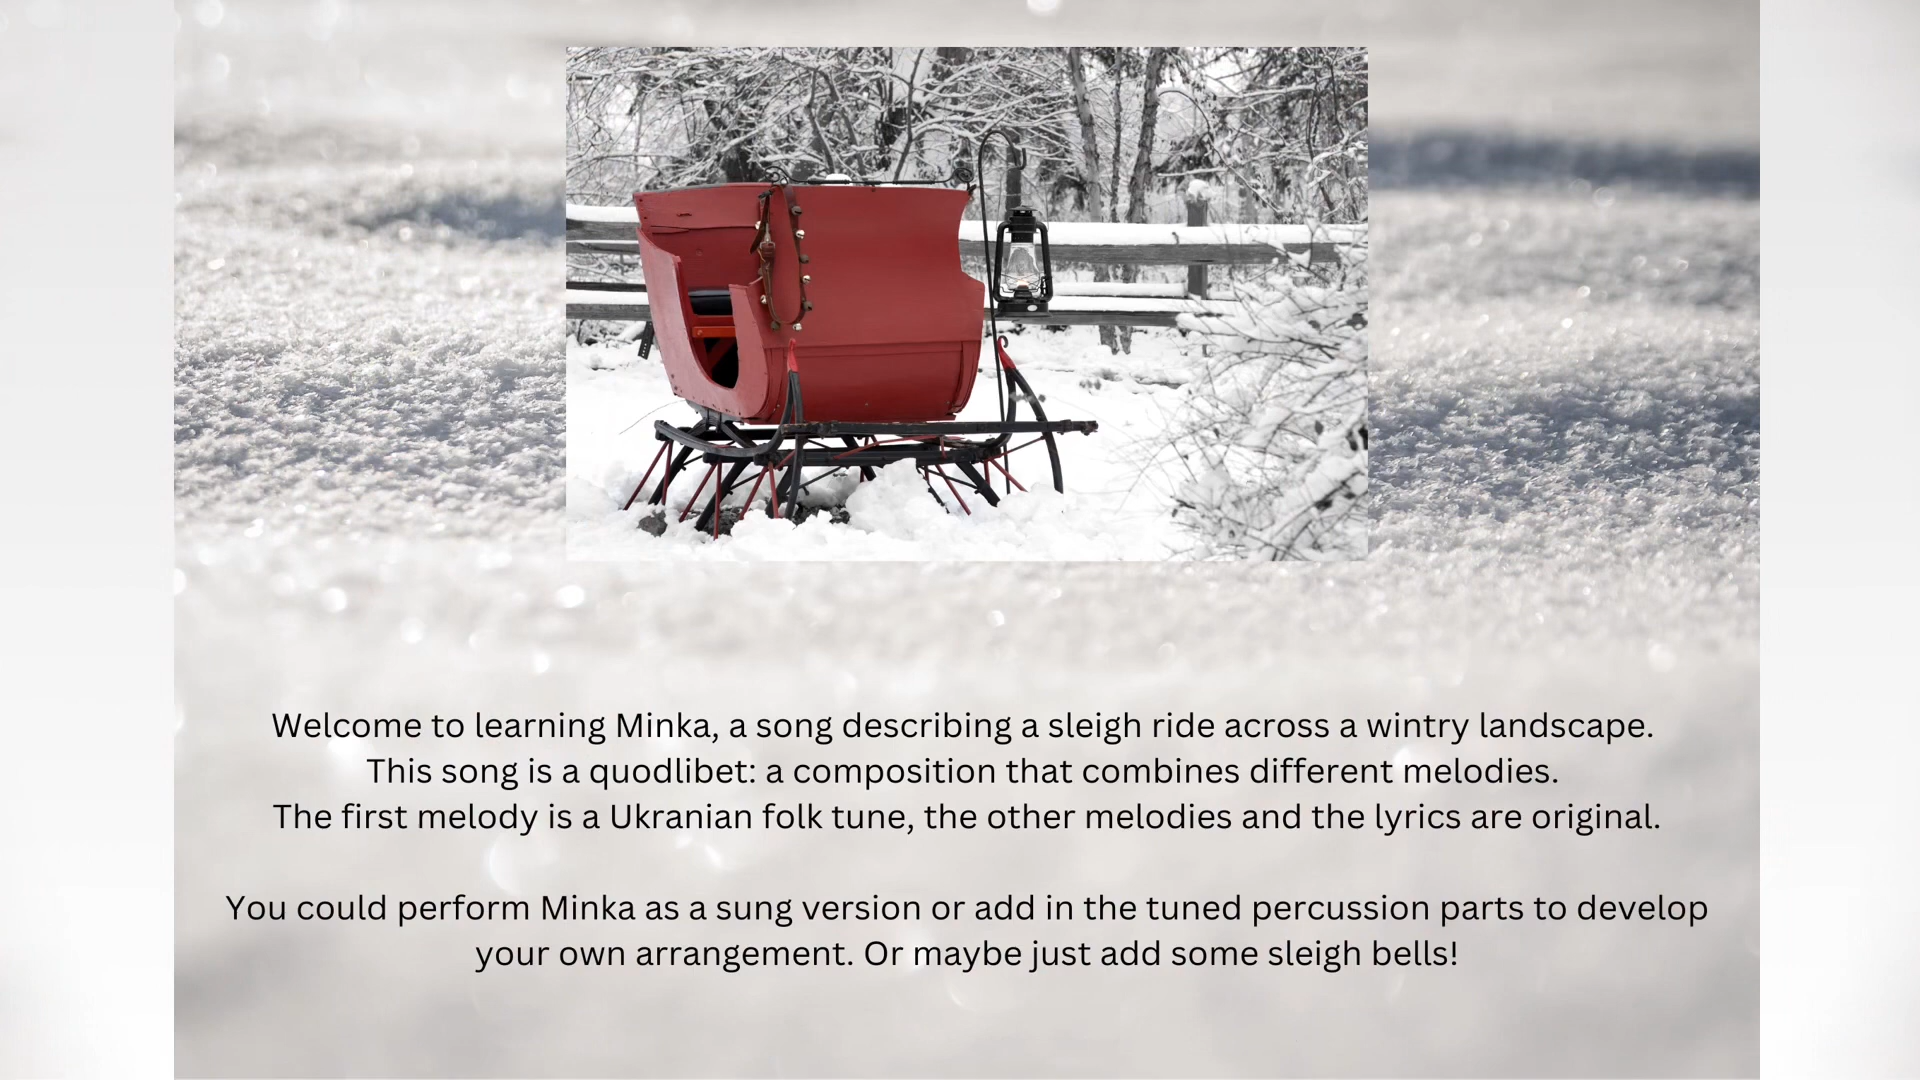 Welcome to learning Minka, a song describing a sleigh ride across a wintry landscape.
This song is a quodlibet: a composition that combines different melodies.
The first melody is a Ukranian folk tune, the other melodies and the lyrics are original.
You could perform Minka as a sung version or add in the tuned percussion parts to develop
your own arrangement. Or maybe just add some sleigh bells!